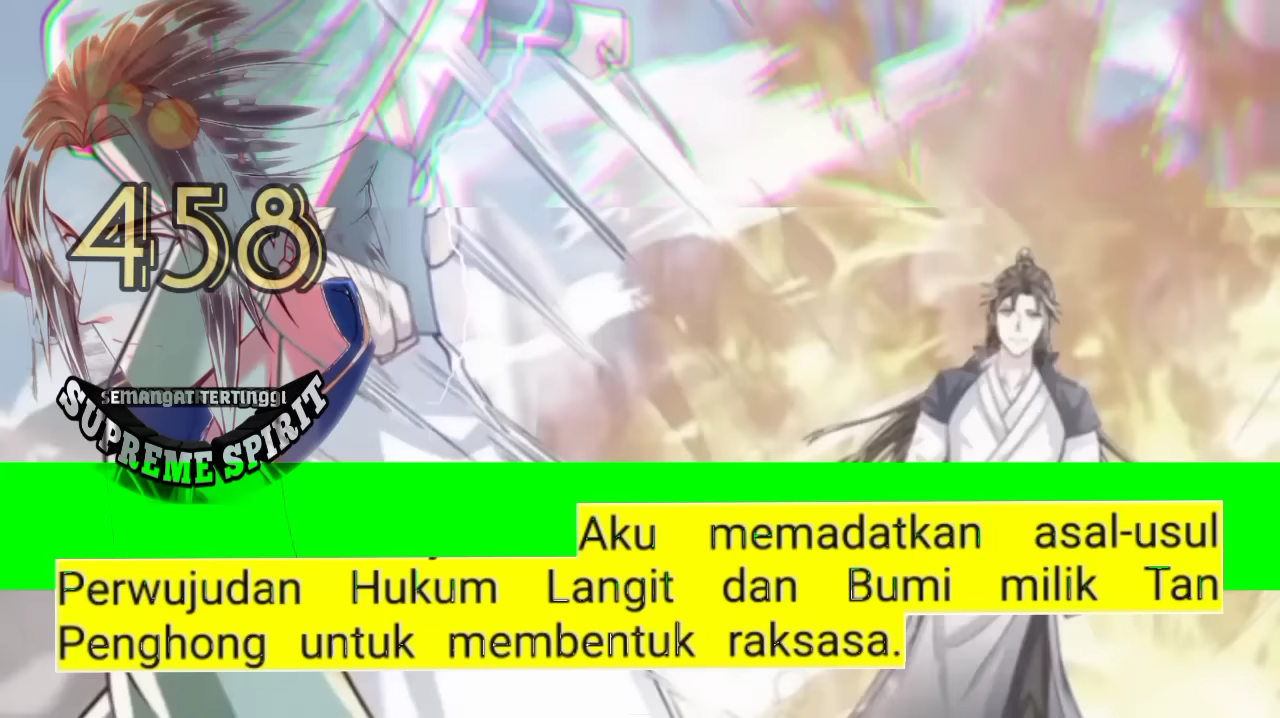 458
SEMANGAT TERTINGGI
SUPREME SPIRIT
Aku memadatkan asal-usul
Perwujudan Hukum Langit dan Bumi milik Tan
Penghong untuk membentuk raksasa.